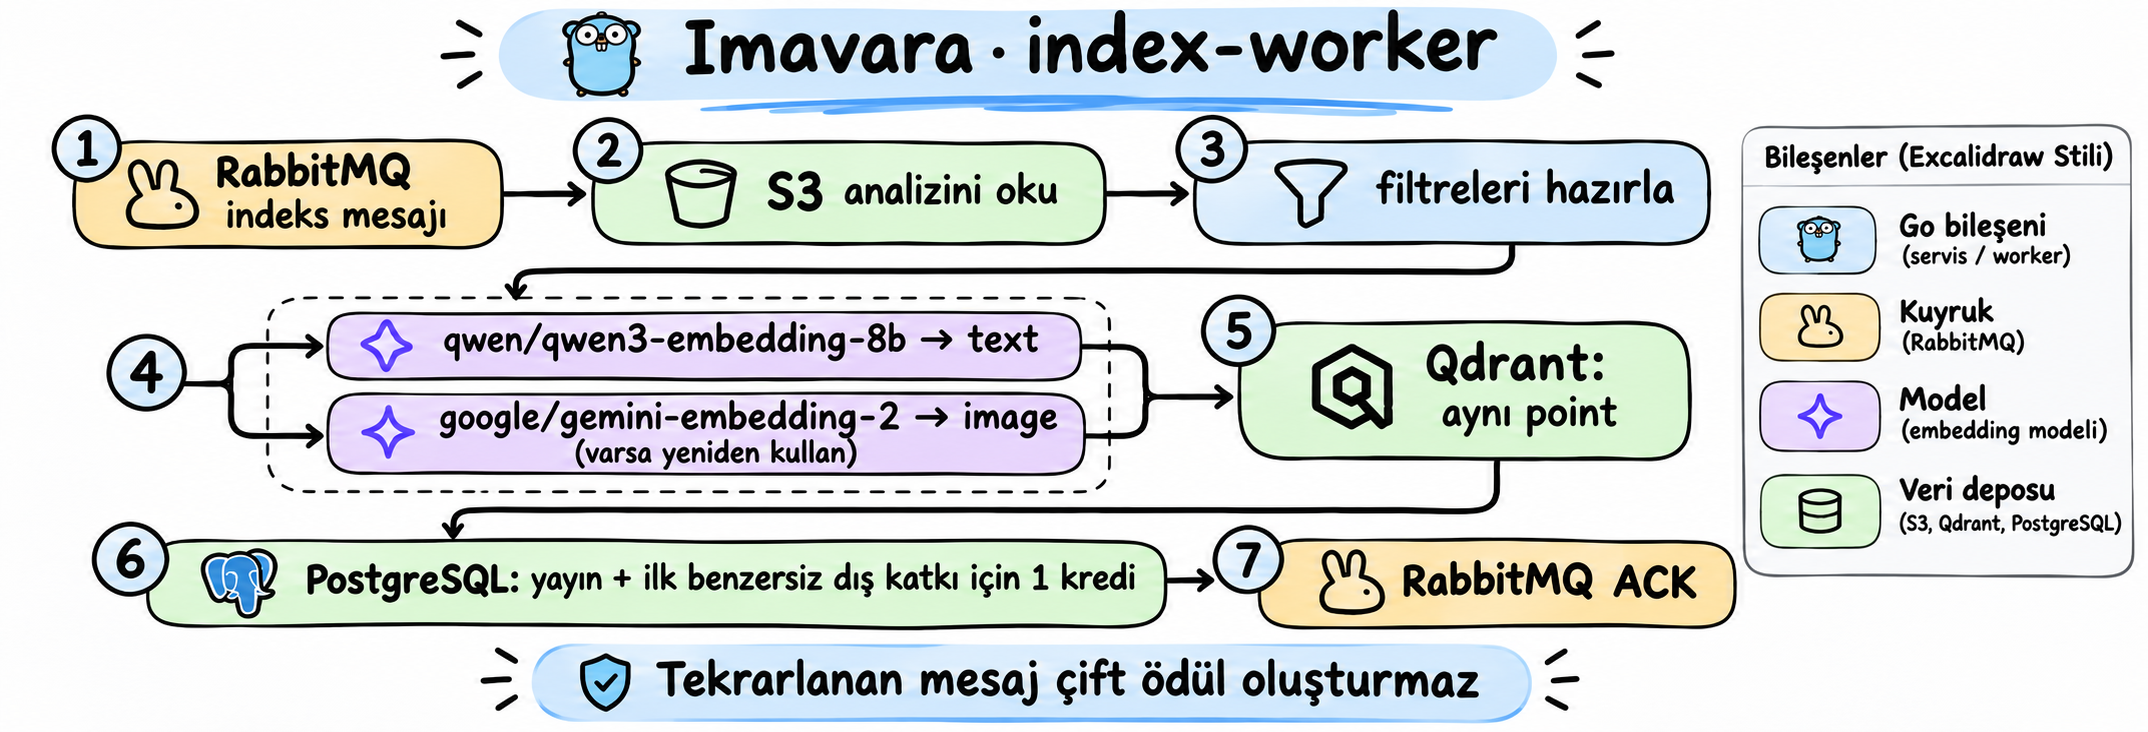 Imavara · index-worker
1
RabbitMQ
indeks mesajı
2
S3 analizini oku
3
filtreleri hazırla
4
qwen/qwen3-embedding-8b → text
google/gemini-embedding-2 → image
(varsa yeniden kullan)
5
Qdrant:
aynı point
6
PostgreSQL: yayın + ilk benzersiz dış katkı için 1 kredi
7
RabbitMQ ACK
Tekrarlanan mesaj çift ödül oluşturmaz
Bileşenler (Excalidraw Stili)
Go bileşeni
(servis / worker)
Kuyruk
(RabbitMQ)
Model
(embedding modeli)
Veri deposu
(S3, Qdrant, PostgreSQL)